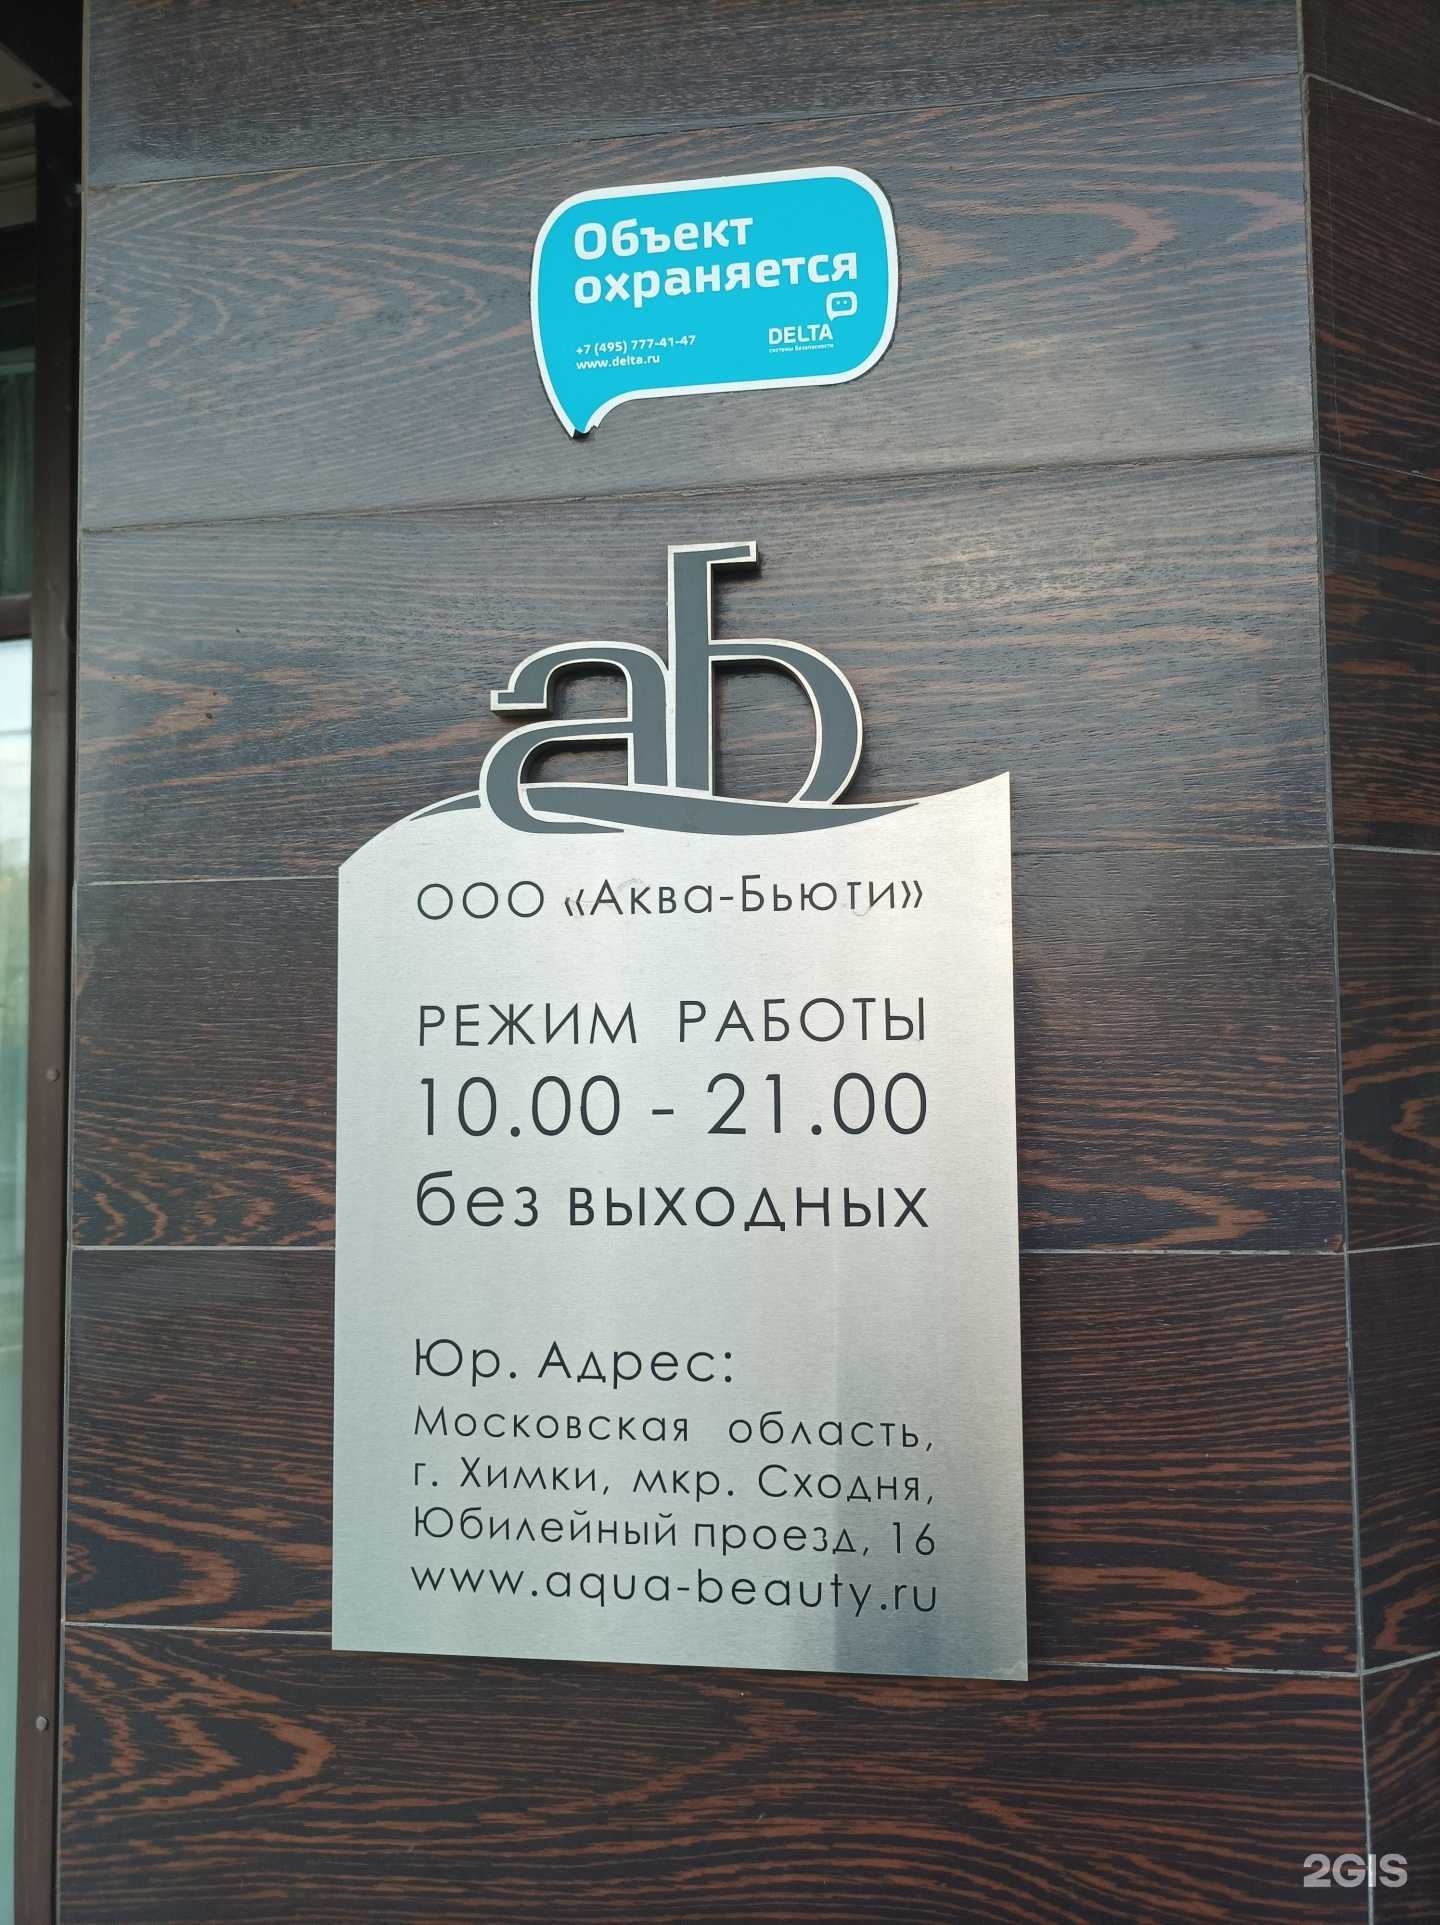 Объект
охраняется
+7 (495) 777-41-47
www.delta.ru
DELTA
системы безопасности
ab
ООО «Аква-Бьюти»
РЕЖИМ РАБОТЫ
10.00 - 21.00
без выходных
Юр. Адрес:
Московская область,
г. Химки, мкр. Сходня,
Юбилейный проезд, 16
www.aqua-beauty.ru
2GIS